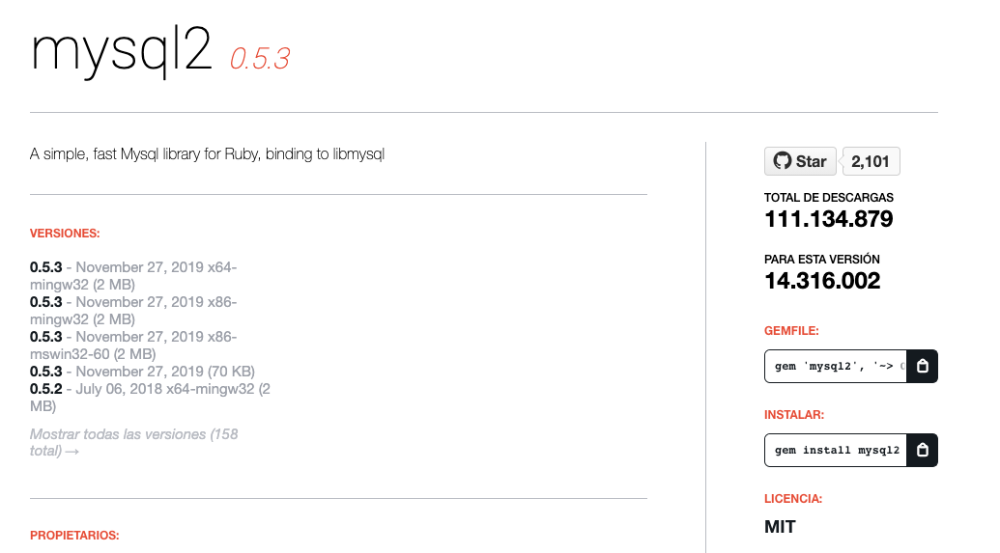 mysql2 0.5.3
A simple, fast Mysql library for Ruby, binding to libmysql
VERSIONES:
0.5.3 - November 27, 2019 x64-
mingw32 (2 MB)
0.5.3 - November 27, 2019 x86-
mingw32 (2 MB)
0.5.3 - November 27, 2019 x86-
mswin32-60 (2 MB)
0.5.3 - November 27, 2019 (70 KB)
0.5.2 - July 06, 2018 x64-mingw32 (2
MB)
Mostrar todas las versiones (158
total) →
PROPIETARIOS:
Star 2,101
TOTAL DE DESCARGAS
111.134.879
PARA ESTA VERSIÓN
14.316.002
GEMFILE:
gem 'mysql2', '~>
INSTALAR:
gem install mysql2
LICENCIA:
MIT